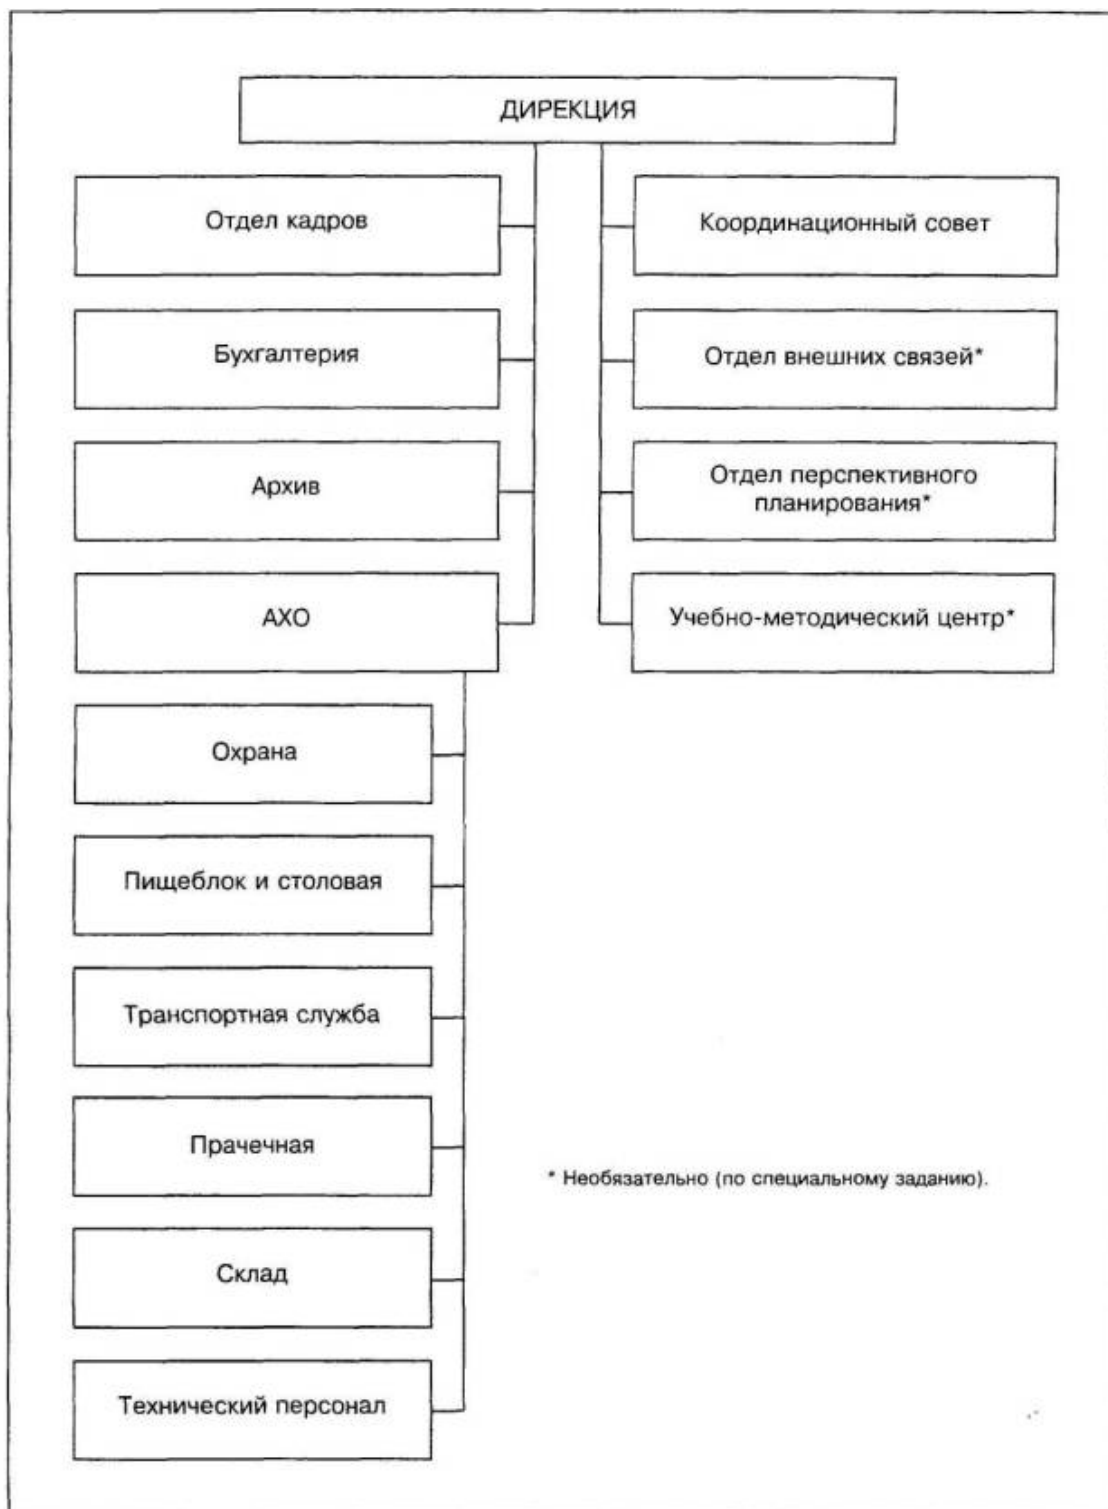 ДИРЕКЦИЯ
Отдел кадров
Координационный совет
Бухгалтерия
Отдел внешних связей*
Архив
Отдел перспективного
планирования*
АХО
Учебно-методический центр*
Охрана
Пищеблок и столовая
Транспортная служба
Прачечная
* Необязательно (по специальному заданию).
Склад
Технический персонал